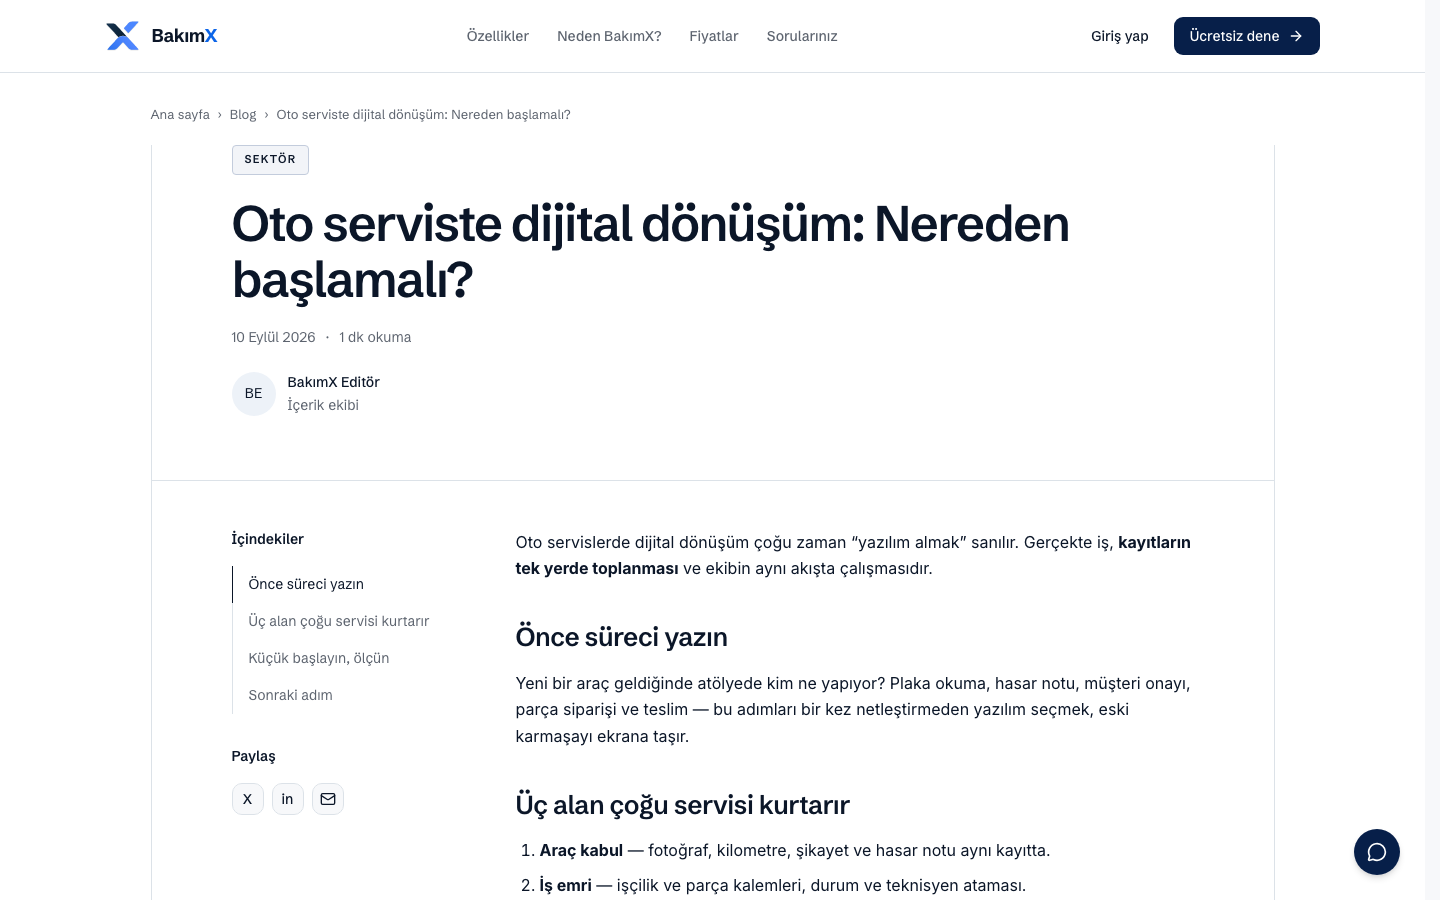 BakımX
Özellikler
Neden BakımX?
Fiyatlar
Sorularınız
Giriş yap
Ücretsiz dene
Ana sayfa › Blog › Oto serviste dijital dönüşüm: Nereden başlamalı?
SEKTÖR
Oto serviste dijital dönüşüm: Nereden
başlamalı?
10 Eylül 2026 · 1 dk okuma
BE
BakımX Editör
İçerik ekibi
İçindekiler
Önce süreci yazın
Üç alan çoğu servisi kurtarır
Küçük başlayın, ölçün
Sonraki adım
Paylaş
X
in
Oto servislerde dijital dönüşüm çoğu zaman “yazılım almak” sanılır. Gerçekte iş, kayıtların
tek yerde toplanması ve ekibin aynı akışta çalışmasıdır.
Önce süreci yazın
Yeni bir araç geldiğinde atölyede kim ne yapıyor? Plaka okuma, hasar notu, müşteri onayı,
parça siparişi ve teslim — bu adımları bir kez netleştirmeden yazılım seçmek, eski
karmaşayı ekrana taşır.
Üç alan çoğu servisi kurtarır
1. Araç kabul — fotoğraf, kilometre, şikayet ve hasar notu aynı kayıtta.
2. İş emri — işçilik ve parça kalemleri, durum ve teknisyen ataması.